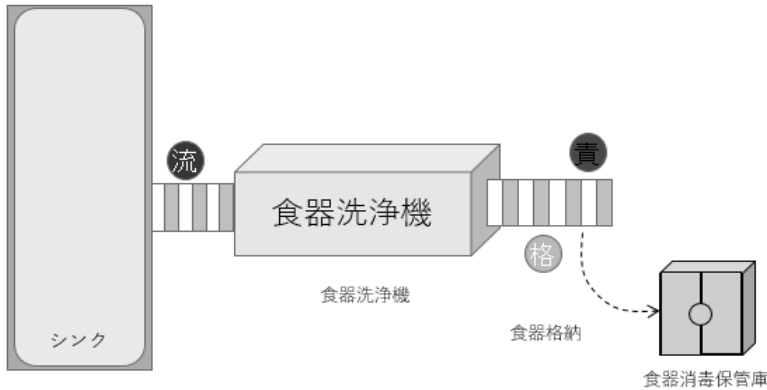 流
責
食器洗浄機
格
食器洗浄機
食器格納
シンク
食器消毒保管庫